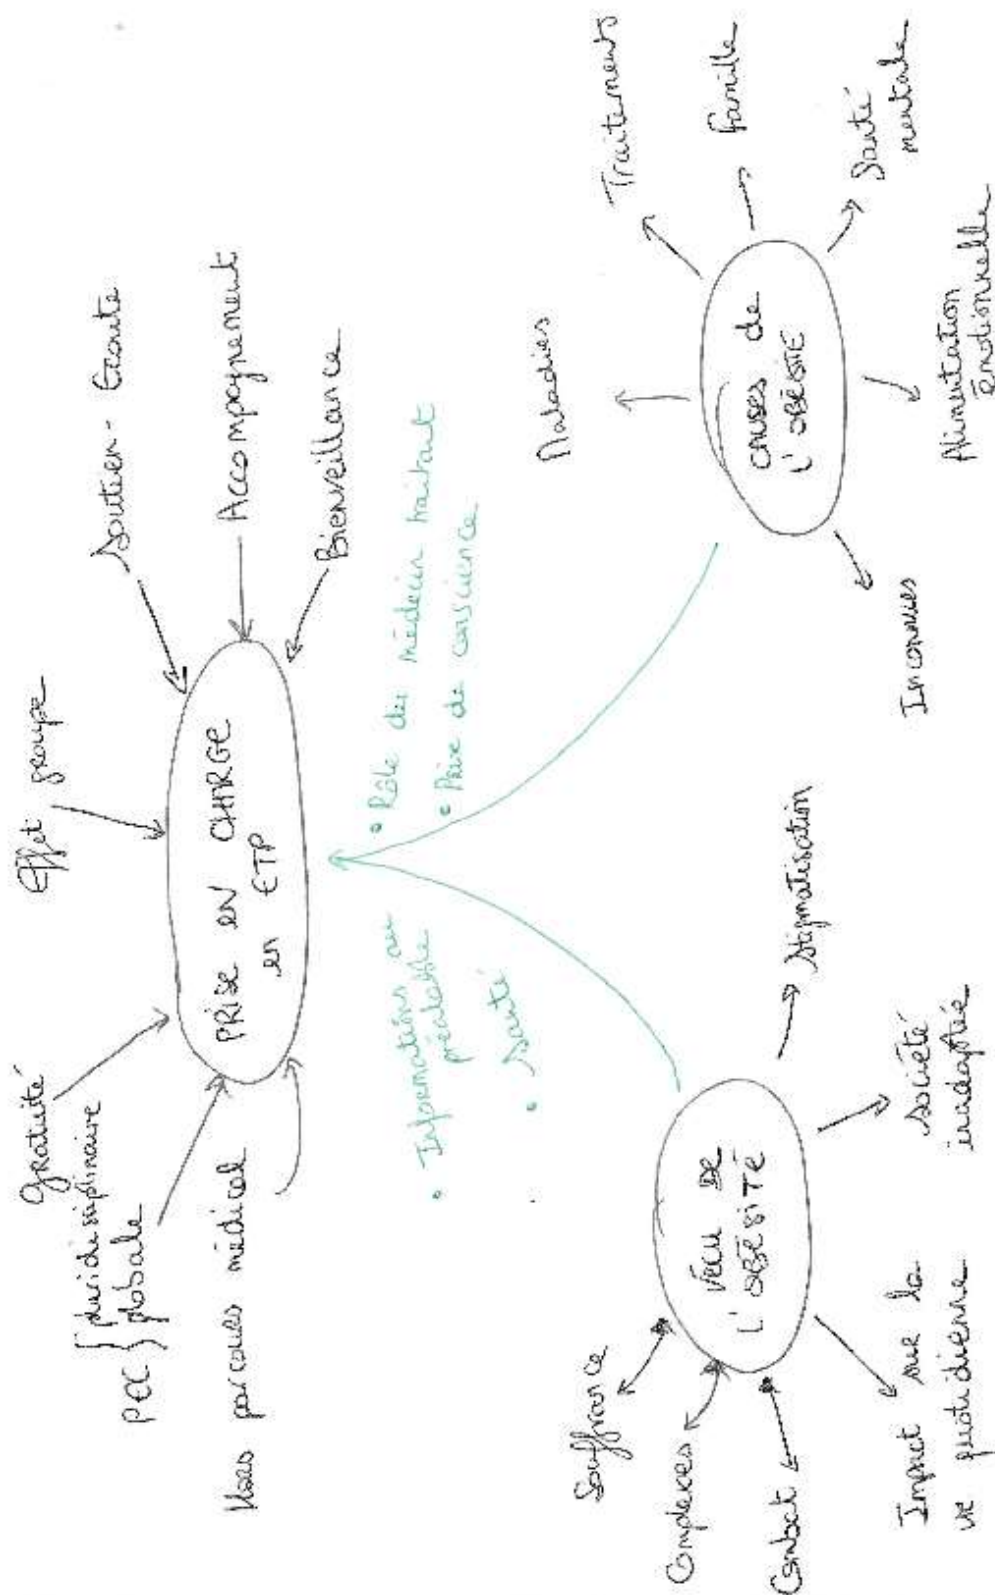 Effet groupe
Soutien - Ecoute
Accompagnement
Bienveillance
Gratuité
PEC { pluridisciplinaire
globale
Hors parcours médical
PRISE EN CHARGE
en ETP
• Informations au
préalable
• Santé
• Rôle du médecin traitant
• Prise de conscience
VECU DE
L'OBÉSITÉ
Souffrance
Complexes
Combat
Impact sur la
vie quotidienne
Société
inadaptée
Stigmatisation
CAUSES de
L'OBÉSITÉ
Maladies
Traitements
Famille
Santé
mentale
Alimentation
émotionnelle
Inconnues